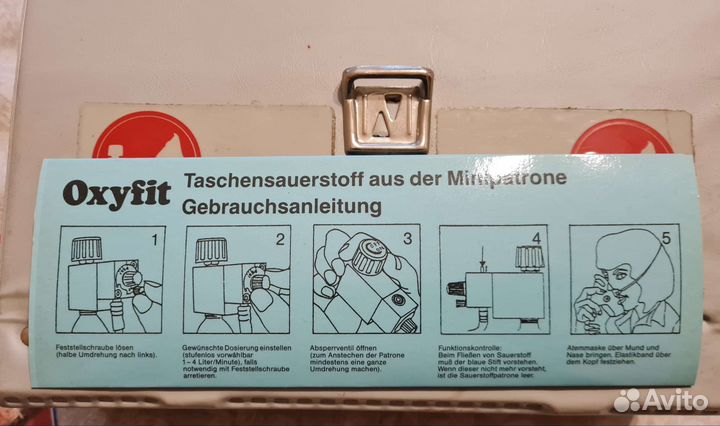 Oxyfit
Taschensauerstoff aus der Minipatrone
Gebrauchsanleitung
1
2
3
4
5
Feststellschraube lösen
(halbe Umdrehung nach links).
Gewünschte Dosierung einstellen
(stufenlos vorwählbar
1–4 Liter/Minute), falls
notwendig mit Feststellschraube
arretieren.
Absperrventil öffnen
(zum Anstechen der Patrone
mindestens eine ganze
Umdrehung machen).
Funktionskontrolle:
Beim Fließen von Sauerstoff
muß der blaue Stift vorstehen.
Wenn dieser nicht mehr vorsteht,
ist die Sauerstoffpatrone leer.
Atemmaske über Mund und
Nase bringen. Elastikband über
dem Kopf festziehen.
Avito